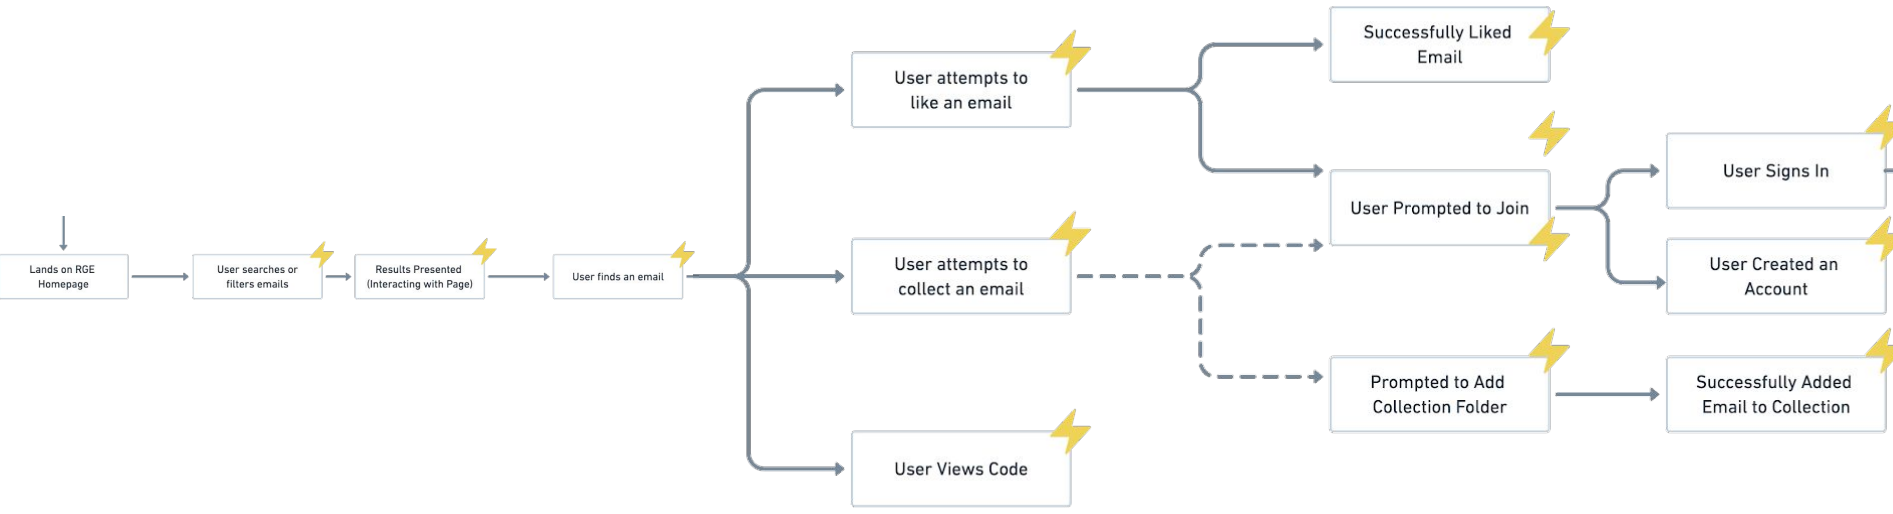 Lands on RGE
Homepage
User searches or
filters emails
Results Presented
(Interacting with Page)
User finds an email
User attempts to
like an email
User attempts to
collect an email
User Views Code
Successfully Liked
Email
User Prompted to Join
Prompted to Add
Collection Folder
User Signs In
User Created an
Account
Successfully Added
Email to Collection